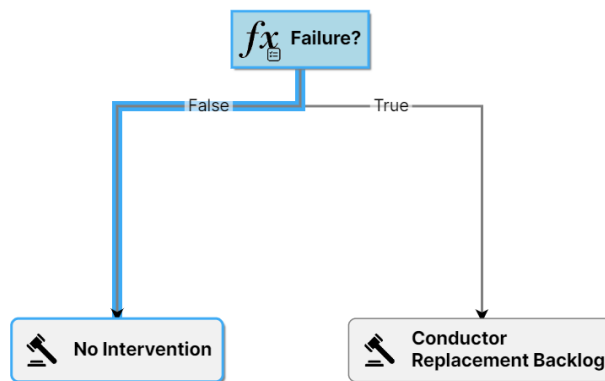 fx Failure?
False
True
No Intervention
Conductor
Replacement Backlog